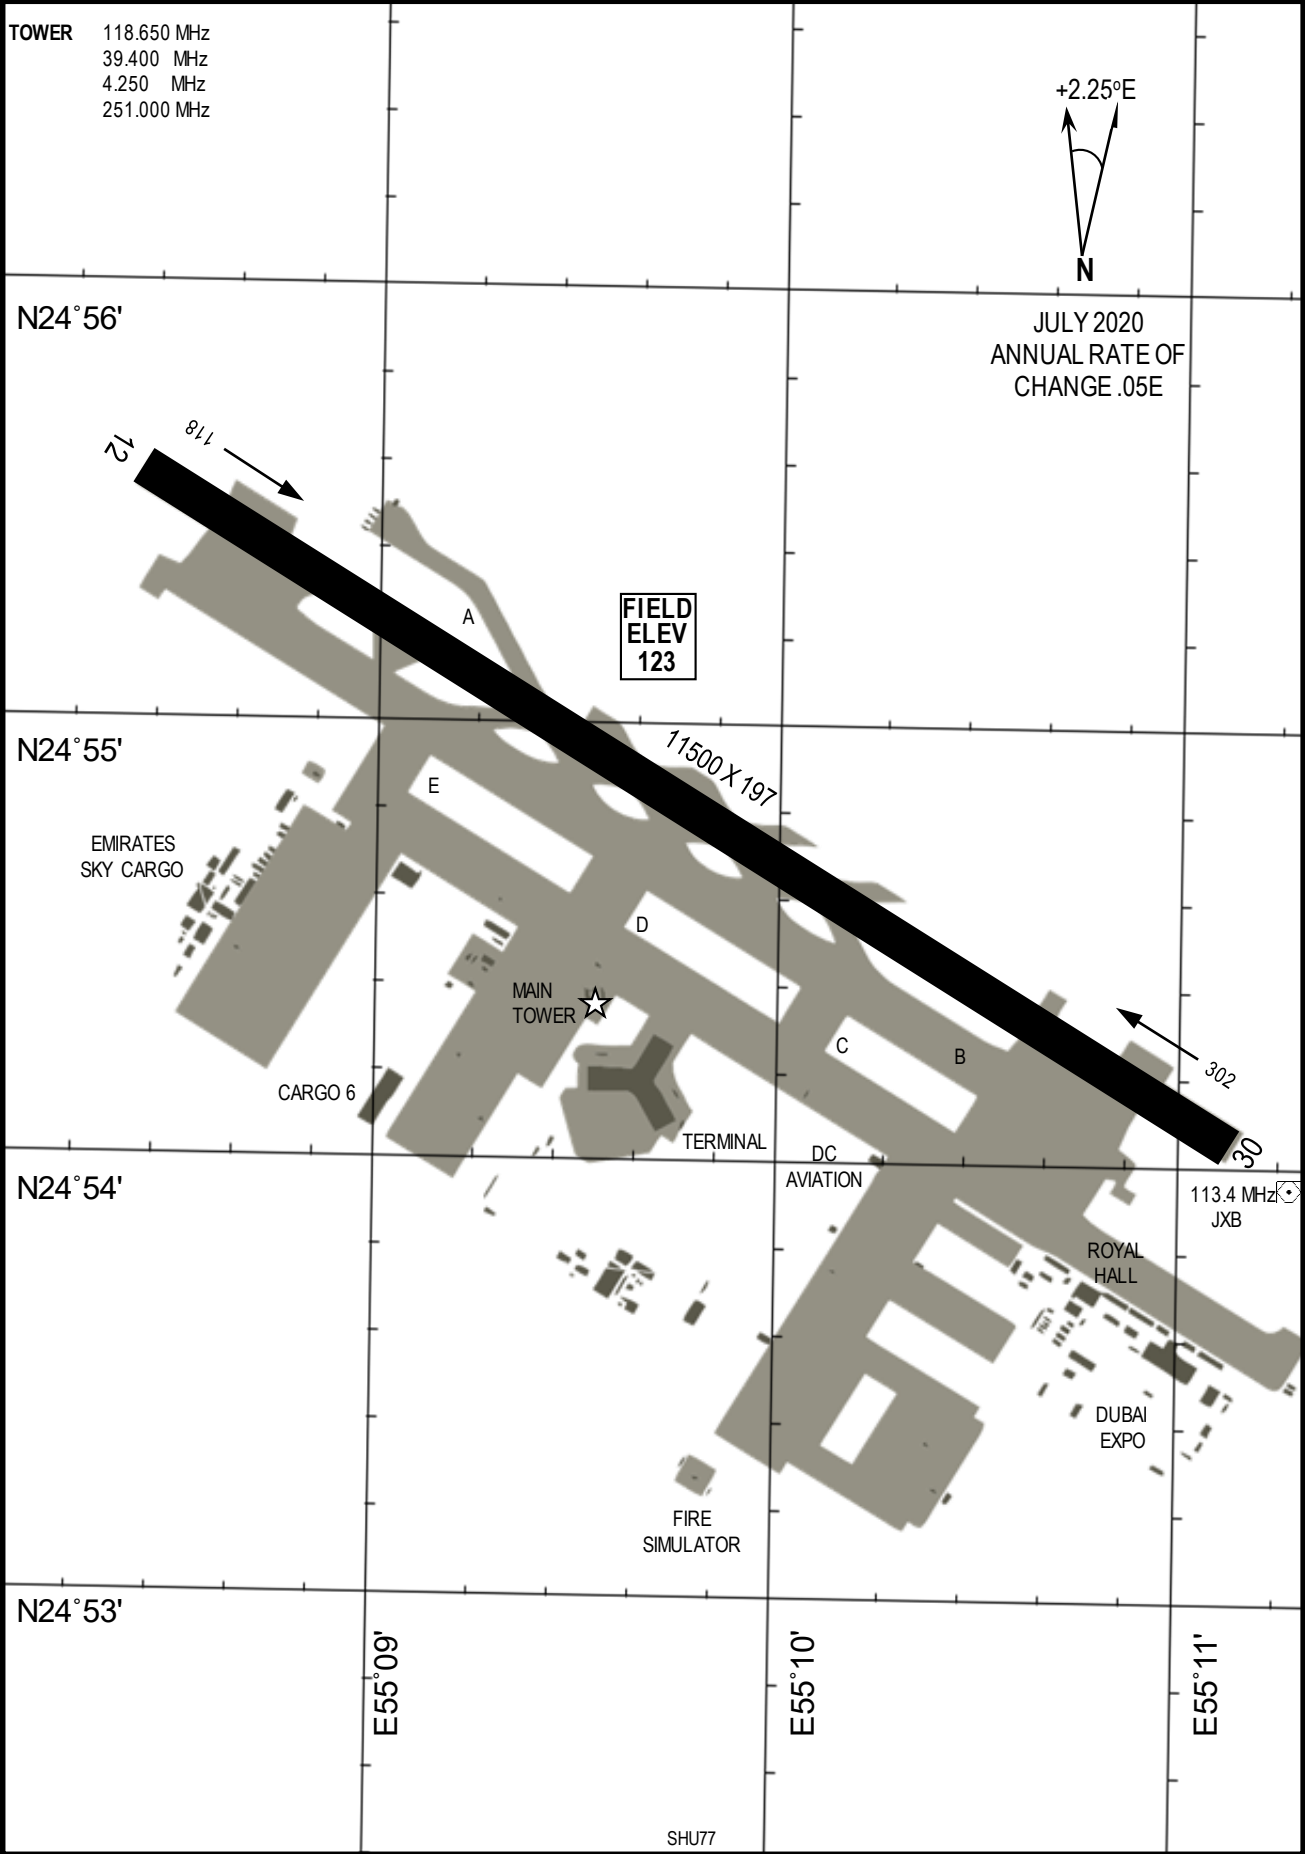 TOWER 118.650 MHz
39.400 MHz
4.250 MHz
251.000 MHz
+2.25°E
N
JULY 2020
ANNUAL RATE OF
CHANGE .05E
N24°56'
12
118
A
FIELD
ELEV
123
N24°55'
11500 X 197
E
EMIRATES
SKY CARGO
D
MAIN
TOWER
C
B
302
CARGO 6
TERMINAL
DC
AVIATION
30
N24°54'
113.4 MHz
JXB
ROYAL
HALL
DUBAI
EXPO
FIRE
SIMULATOR
N24°53'
E55°09'
E55°10'
E55°11'
SHU77